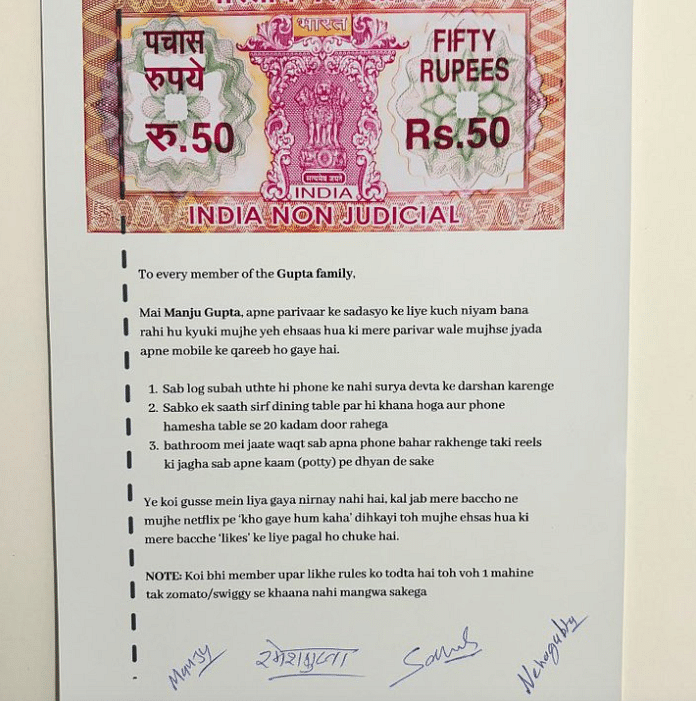 भारत
पचास
रुपये
रु.50
FIFTY
RUPEES
Rs.50
सत्यमेव जयते
INDIA
INDIA NON JUDICIAL
To every member of the Gupta family,
Mai Manju Gupta, apne parivaar ke sadasyo ke liye kuch niyam bana
rahi hu kyuki mujhe yeh ehsaas hua ki mere parivar wale mujhse jyada
apne mobile ke qareeb ho gaye hai.
1. Sab log subah uthte hi phone ke nahi surya devta ke darshan karenge
2. Sabko ek saath sirf dining table par hi khana hoga aur phone
hamesha table se 20 kadam door rahega
3. bathroom mei jaate waqt sab apna phone bahar rakhenge taki reels
ki jagha sab apne kaam (potty) pe dhyan de sake
Ye koi gusse mein liya gaya nirnay nahi hai, kal jab mere baccho ne
mujhe netflix pe ‘kho gaye hum kaha’ dihkayi toh mujhe ehsas hua ki
mere bacche ‘likes’ ke liye pagal ho chuke hai.
NOTE: Koi bhi member upar likhe rules ko todta hai toh voh 1 mahine
tak zomato/swiggy se khaana nahi mangwa sakega